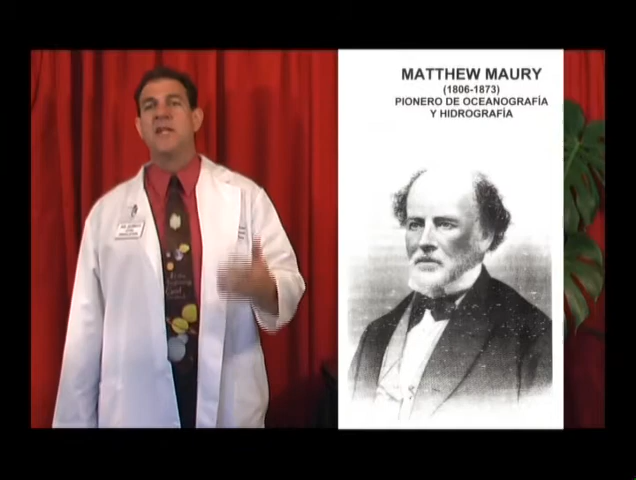 MATTHEW MAURY
(1806-1873)
PIONERO DE OCEANOGRAFÍA
Y HIDROGRAFÍA